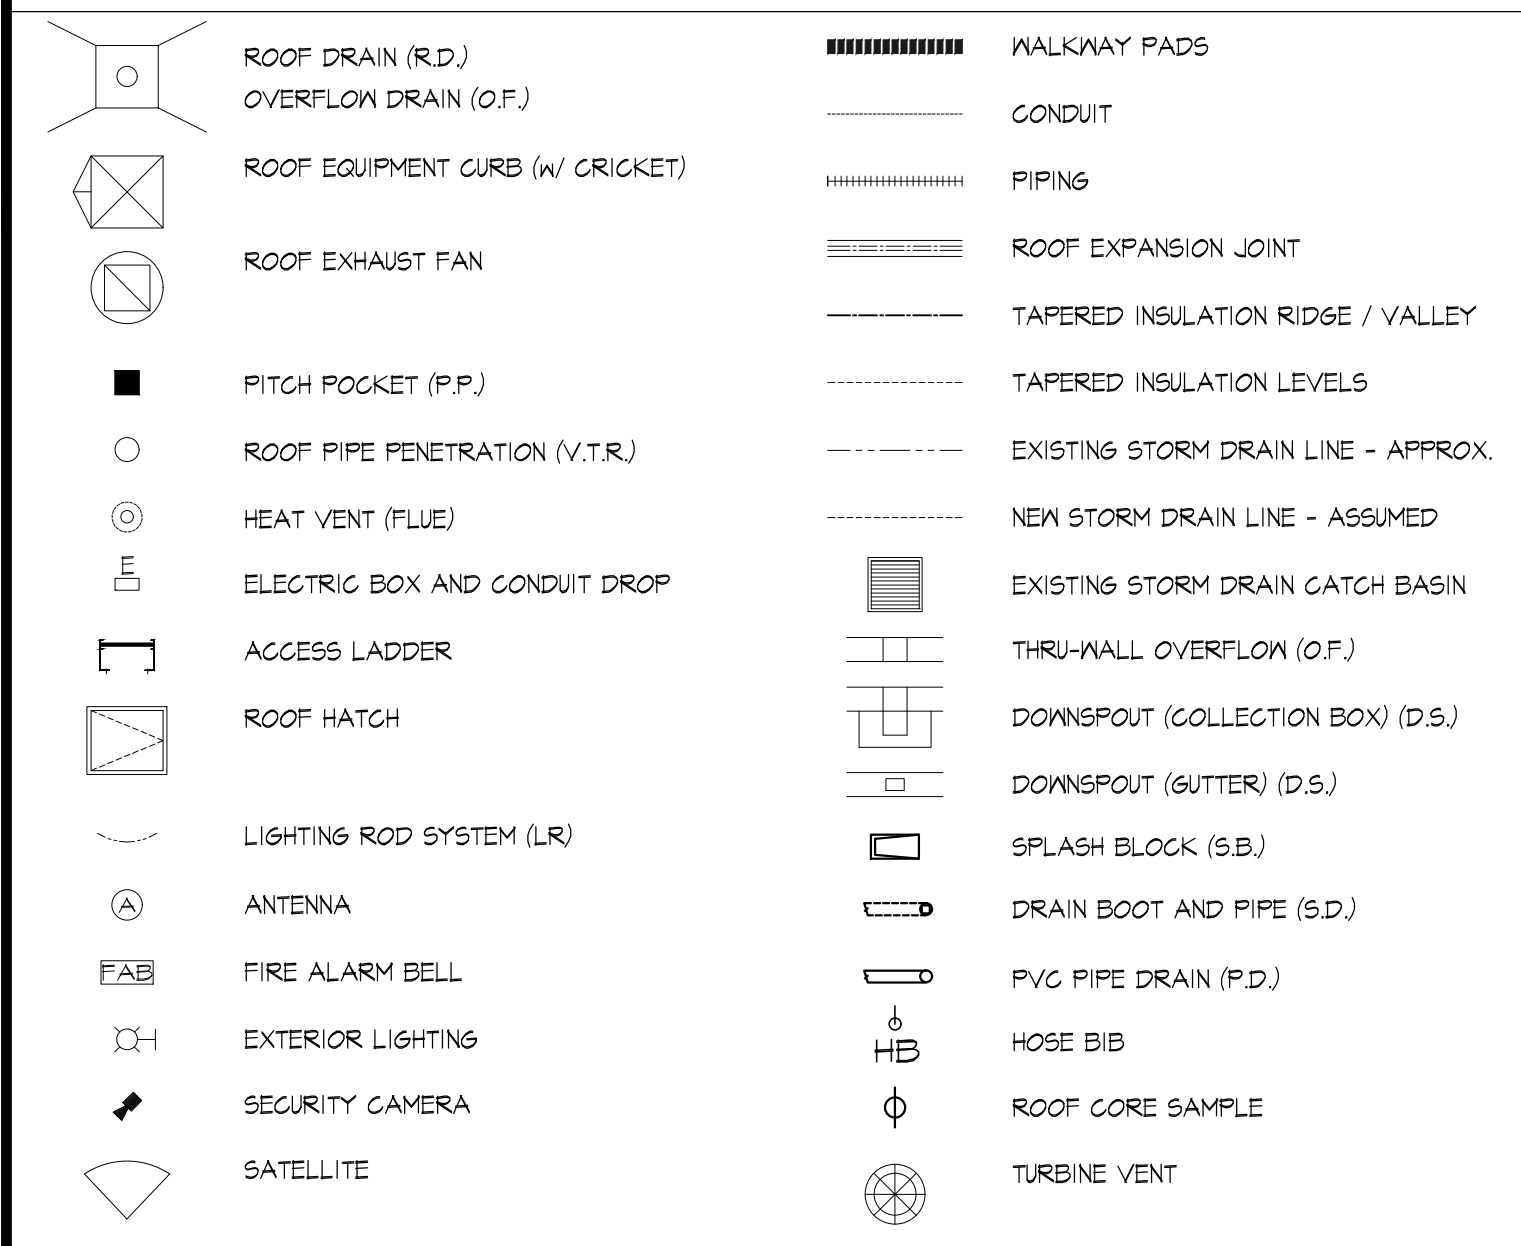 ROOF DRAIN (R.D.)
OVERFLOW DRAIN (O.F.)
ROOF EQUIPMENT CURB (W/ CRICKET)
ROOF EXHAUST FAN
PITCH POCKET (P.P.)
ROOF PIPE PENETRATION (V.T.R.)
HEAT VENT (FLUE)
E
ELECTRIC BOX AND CONDUIT DROP
ACCESS LADDER
ROOF HATCH
LIGHTING ROD SYSTEM (LR)
A
ANTENNA
FAB
FIRE ALARM BELL
EXTERIOR LIGHTING
SECURITY CAMERA
SATELLITE
WALKWAY PADS
CONDUIT
PIPING
ROOF EXPANSION JOINT
TAPERED INSULATION RIDGE / VALLEY
TAPERED INSULATION LEVELS
EXISTING STORM DRAIN LINE - APPROX.
NEW STORM DRAIN LINE - ASSUMED
EXISTING STORM DRAIN CATCH BASIN
THRU-WALL OVERFLOW (O.F.)
DOWNSPOUT (COLLECTION BOX) (D.S.)
DOWNSPOUT (GUTTER) (D.S.)
SPLASH BLOCK (S.B.)
DRAIN BOOT AND PIPE (S.D.)
PVC PIPE DRAIN (P.D.)
HB
HOSE BIB
ROOF CORE SAMPLE
TURBINE VENT